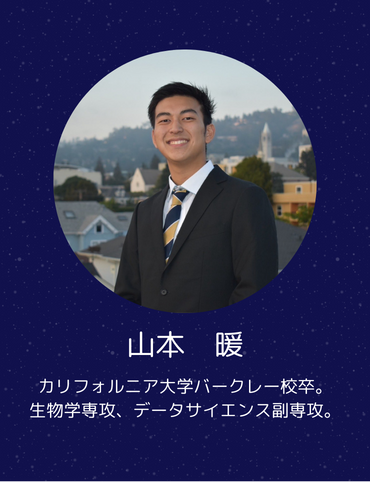 山本　暖
カリフォルニア大学バークレー校卒。
生物学専攻、データサイエンス副専攻。